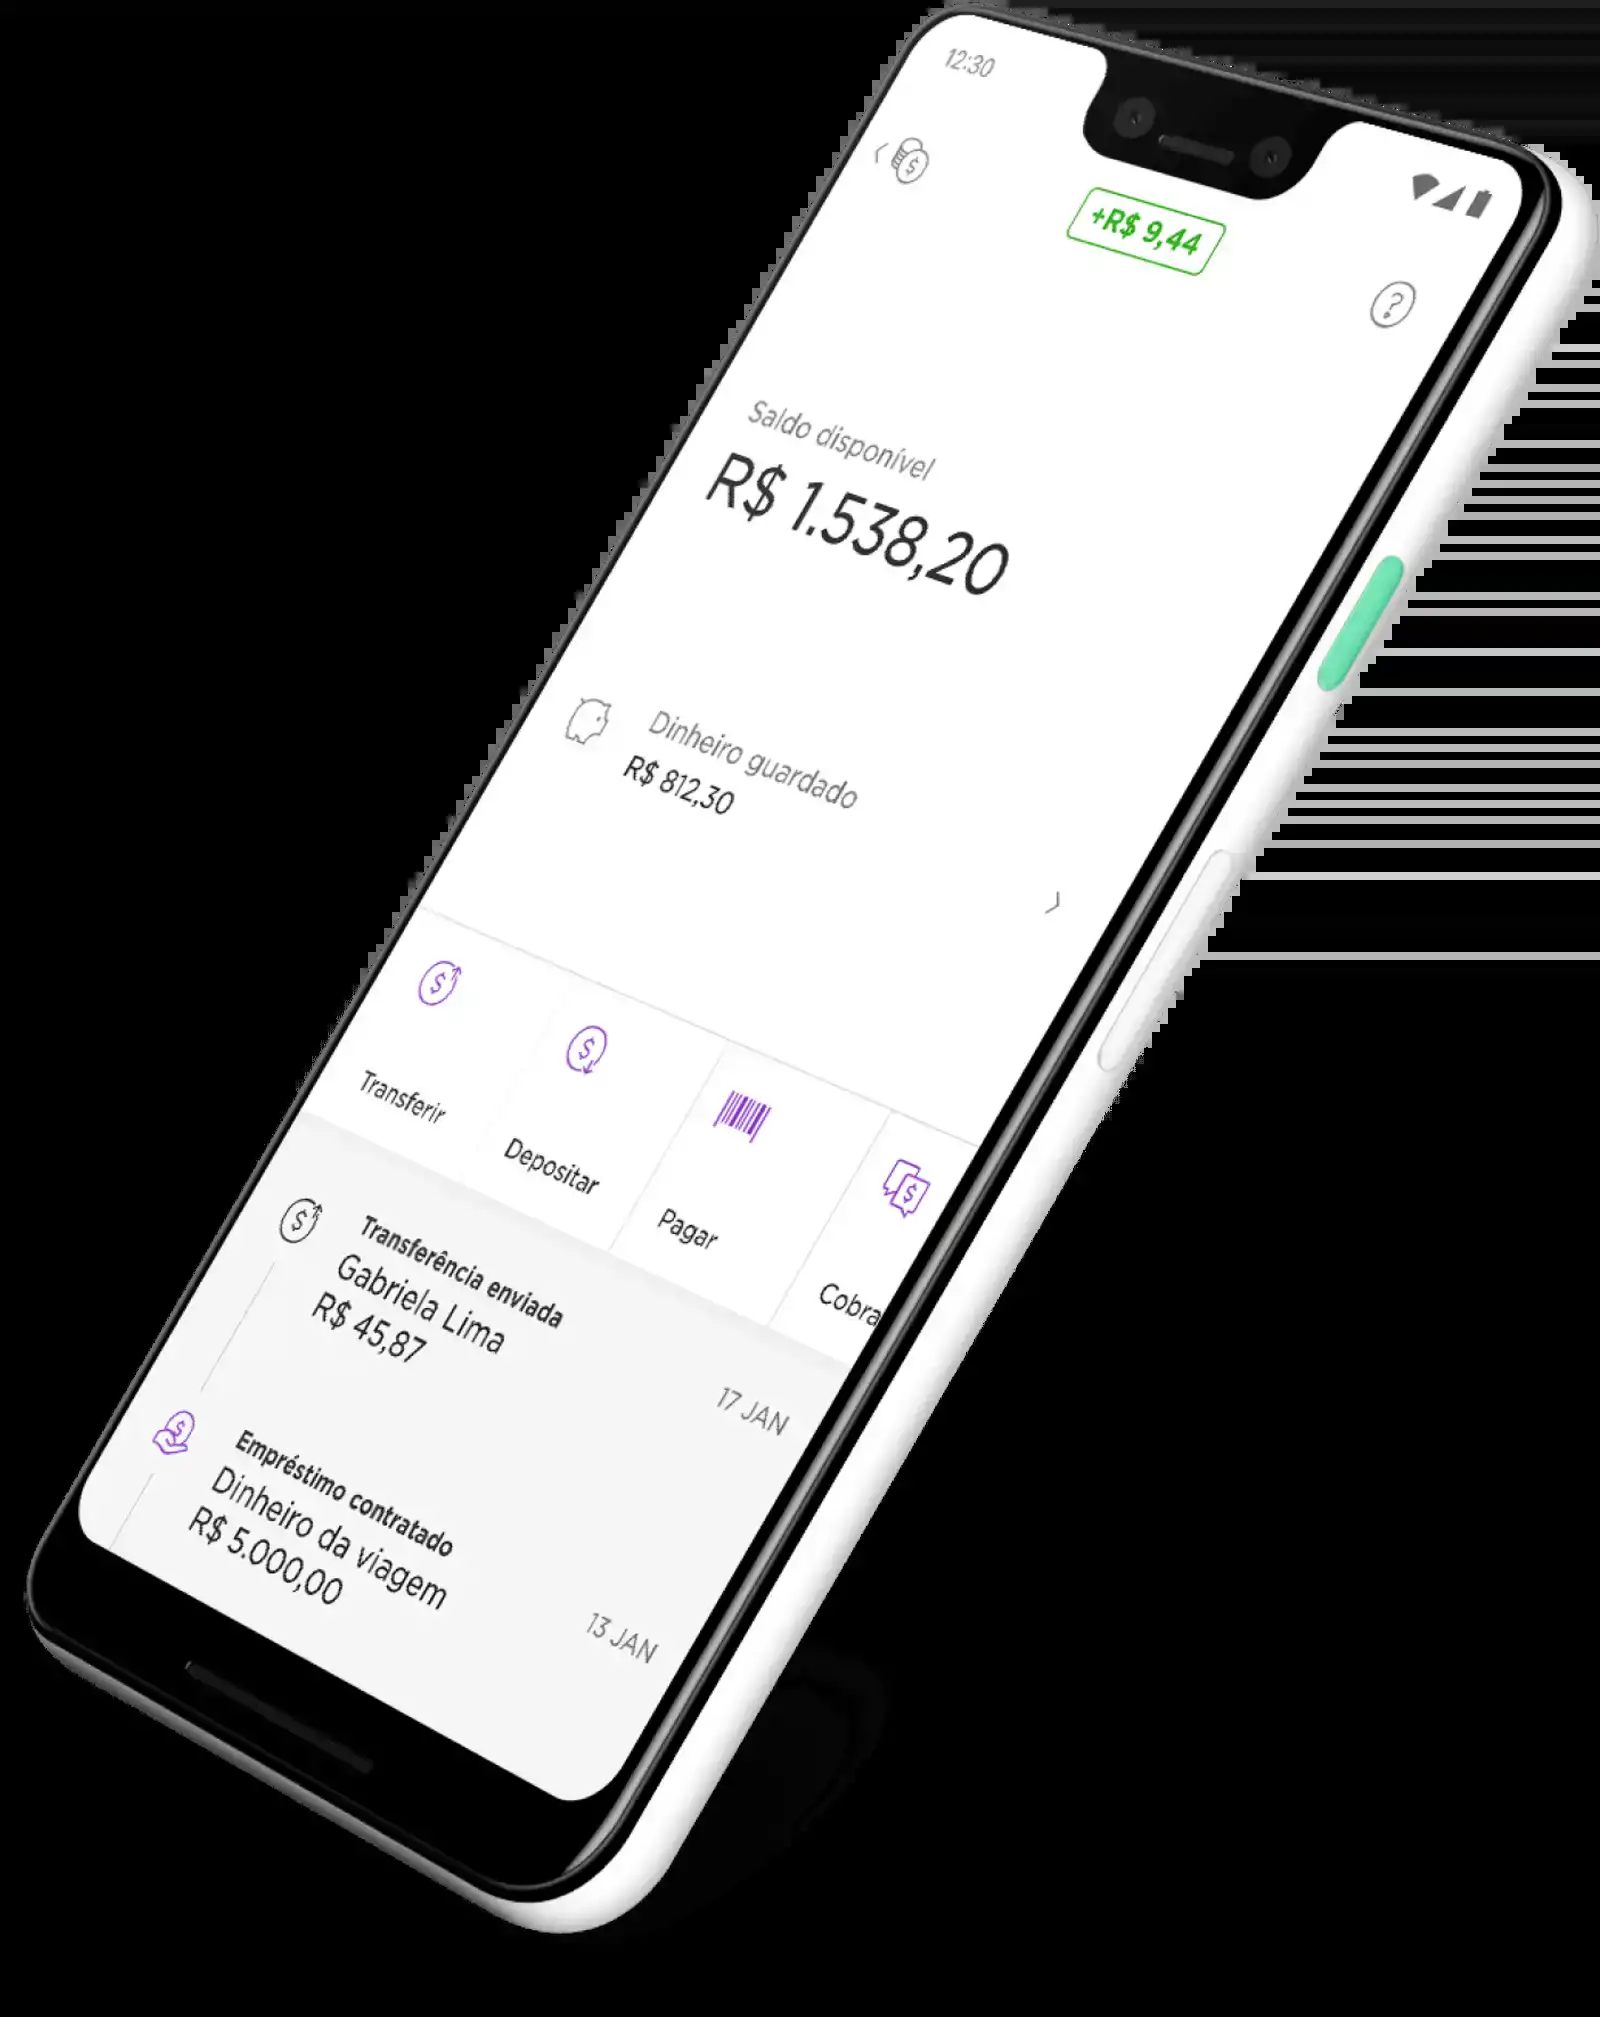 12:30
+R$ 9,44
Saldo disponível
R$ 1.538,20
Dinheiro guardado
R$ 812,30
Transferir
Depositar
Pagar
Cobra
Transferência enviada
Gabriela Lima
R$ 45,87
17 JAN
Empréstimo contratado
Dinheiro da viagem
R$ 5.000,00
13 JAN